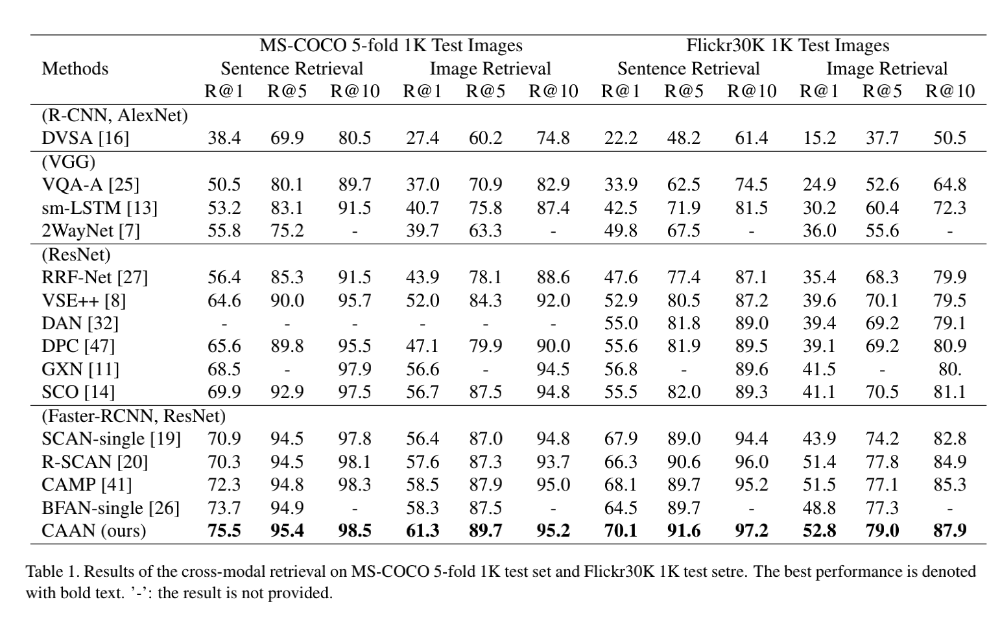 MS-COCO 5-fold 1K Test Images Flickr30K 1K Test Images
Methods Sentence Retrieval Image Retrieval Sentence Retrieval Image Retrieval
R@1 R@5 R@10 R@1 R@5 R@10 R@1 R@5 R@10 R@1 R@5 R@10
(R-CNN, AlexNet)
DVSA [16] 38.4 69.9 80.5 27.4 60.2 74.8 22.2 48.2 61.4 15.2 37.7 50.5
(VGG)
VQA-A [25] 50.5 80.1 89.7 37.0 70.9 82.9 33.9 62.5 74.5 24.9 52.6 64.8
sm-LSTM [13] 53.2 83.1 91.5 40.7 75.8 87.4 42.5 71.9 81.5 30.2 60.4 72.3
2WayNet [7] 55.8 75.2 - 39.7 63.3 - 49.8 67.5 - 36.0 55.6 -
(ResNet)
RRF-Net [27] 56.4 85.3 91.5 43.9 78.1 88.6 47.6 77.4 87.1 35.4 68.3 79.9
VSE++ [8] 64.6 90.0 95.7 52.0 84.3 92.0 52.9 80.5 87.2 39.6 70.1 79.5
DAN [32] - - - - - - 55.0 81.8 89.0 39.4 69.2 79.1
DPC [47] 65.6 89.8 95.5 47.1 79.9 90.0 55.6 81.9 89.5 39.1 69.2 80.9
GXN [11] 68.5 - 97.9 56.6 - 94.5 56.8 - 89.6 41.5 - 80.
SCO [14] 69.9 92.9 97.5 56.7 87.5 94.8 55.5 82.0 89.3 41.1 70.5 81.1
(Faster-RCNN, ResNet)
SCAN-single [19] 70.9 94.5 97.8 56.4 87.0 94.8 67.9 89.0 94.4 43.9 74.2 82.8
R-SCAN [20] 70.3 94.5 98.1 57.6 87.3 93.7 66.3 90.6 96.0 51.4 77.8 84.9
CAMP [41] 72.3 94.8 98.3 58.5 87.9 95.0 68.1 89.7 95.2 51.5 77.1 85.3
BFAN-single [26] 73.7 94.9 - 58.3 87.5 - 64.5 89.7 - 48.8 77.3 -
CAAN (ours) 75.5 95.4 98.5 61.3 89.7 95.2 70.1 91.6 97.2 52.8 79.0 87.9
Table 1. Results of the cross-modal retrieval on MS-COCO 5-fold 1K test set and Flickr30K 1K test setre. The best performance is denoted
with bold text. ’-’: the result is not provided.